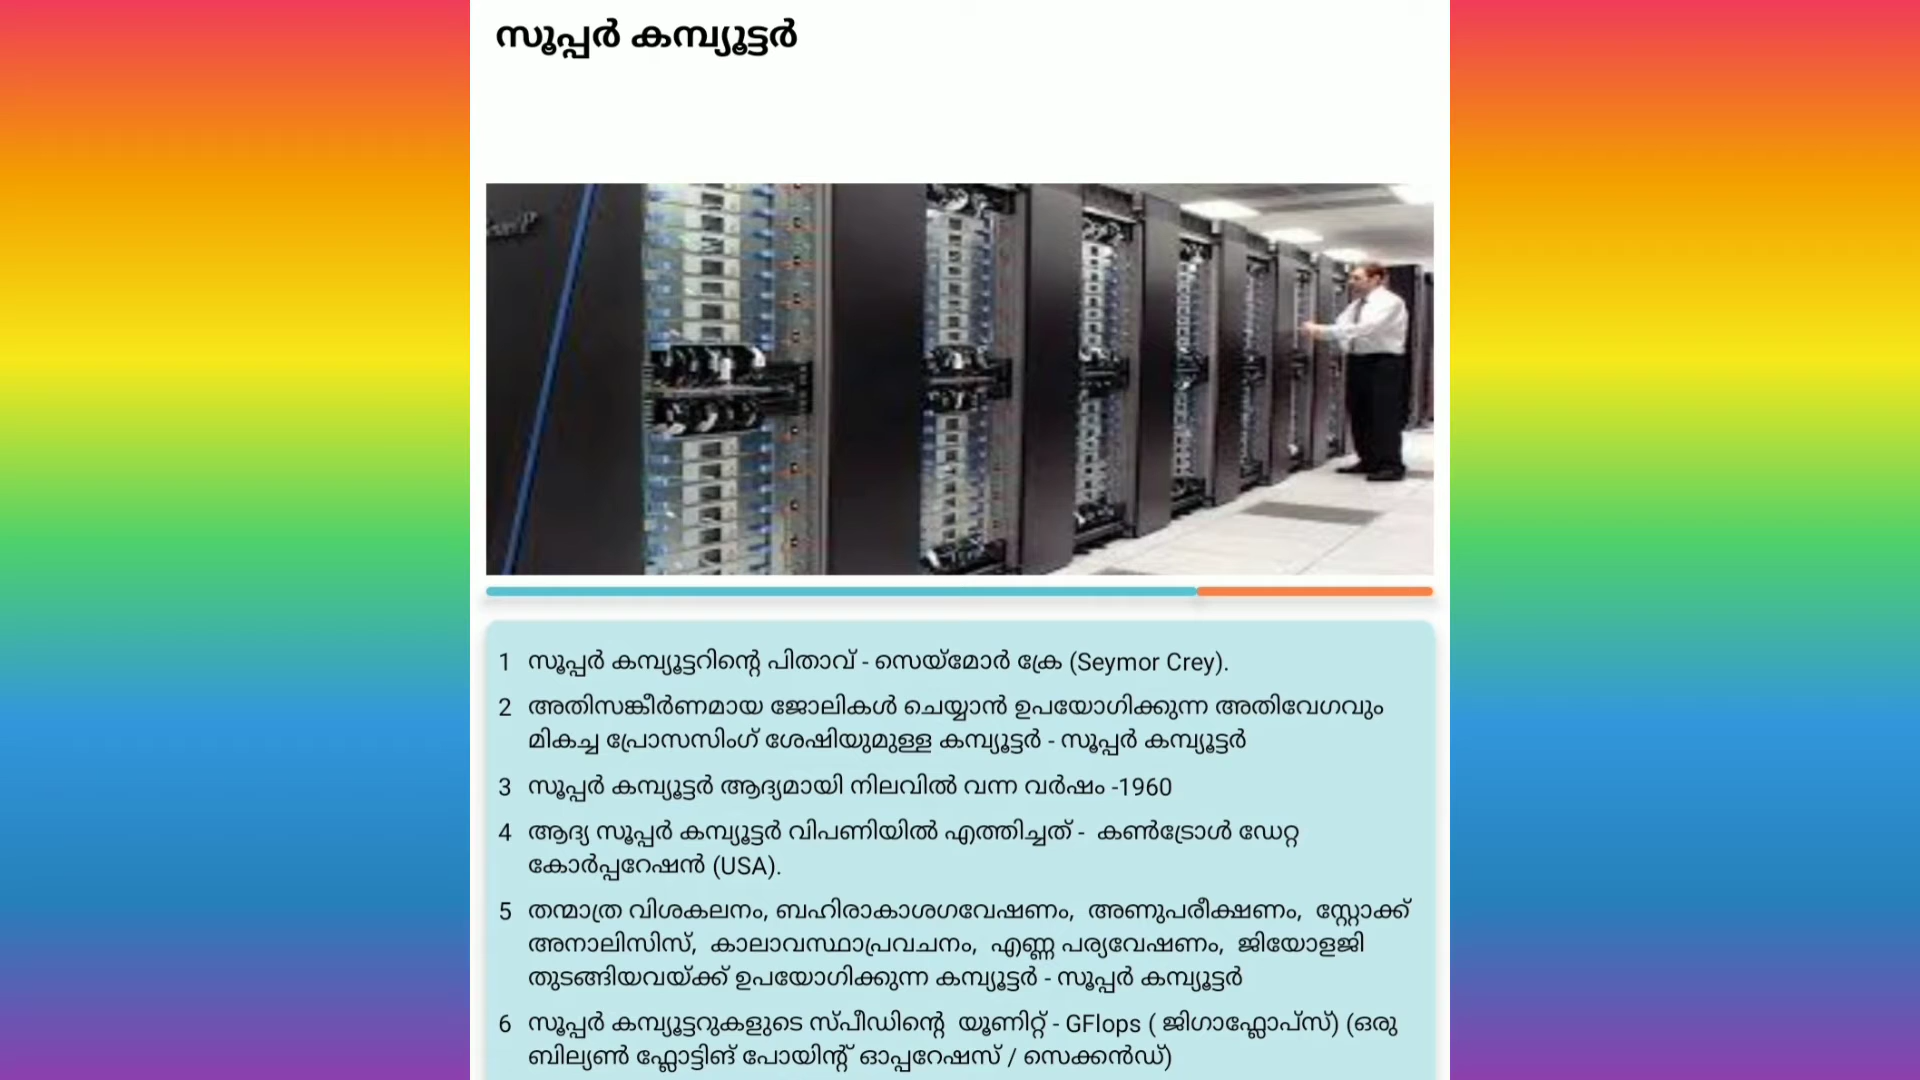 സൂപ്പർ കമ്പ്യൂട്ടർ
1 സൂപ്പർ കമ്പ്യൂട്ടറിന്റെ പിതാവ് - സെയ്മോർ ക്രേ (Seymor Crey).
2 അതിസങ്കീർണമായ ജോലികൾ ചെയ്യാൻ ഉപയോഗിക്കുന്ന അതിവേഗവും
മികച്ച പ്രോസസിംഗ് ശേഷിയുമുള്ള കമ്പ്യൂട്ടർ - സൂപ്പർ കമ്പ്യൂട്ടർ
3 സൂപ്പർ കമ്പ്യൂട്ടർ ആദ്യമായി നിലവിൽ വന്ന വർഷം -1960
4 ആദ്യ സൂപ്പർ കമ്പ്യൂട്ടർ വിപണിയിൽ എത്തിച്ചത് - കൺട്രോൾ ഡേറ്റ
കോർപ്പറേഷൻ (USA).
5 തന്മാത്ര വിശകലനം, ബഹിരാകാശഗവേഷണം, അണുപരീക്ഷണം, സ്റ്റോക്ക്
അനാലിസിസ്, കാലാവസ്ഥാപ്രവചനം, എണ്ണ പര്യവേഷണം, ജിയോളജി
തുടങ്ങിയവയ്ക്ക് ഉപയോഗിക്കുന്ന കമ്പ്യൂട്ടർ - സൂപ്പർ കമ്പ്യൂട്ടർ
6 സൂപ്പർ കമ്പ്യൂട്ടറുകളുടെ സ്പീഡിന്റെ യൂണിറ്റ് - GFlops ( ജിഗാഫ്ലോപ്സ്) (ഒരു
ബില്യൺ ഫ്ലോട്ടിങ് പോയിന്റ് ഓപ്പറേഷസ് / സെക്കൻഡ്)